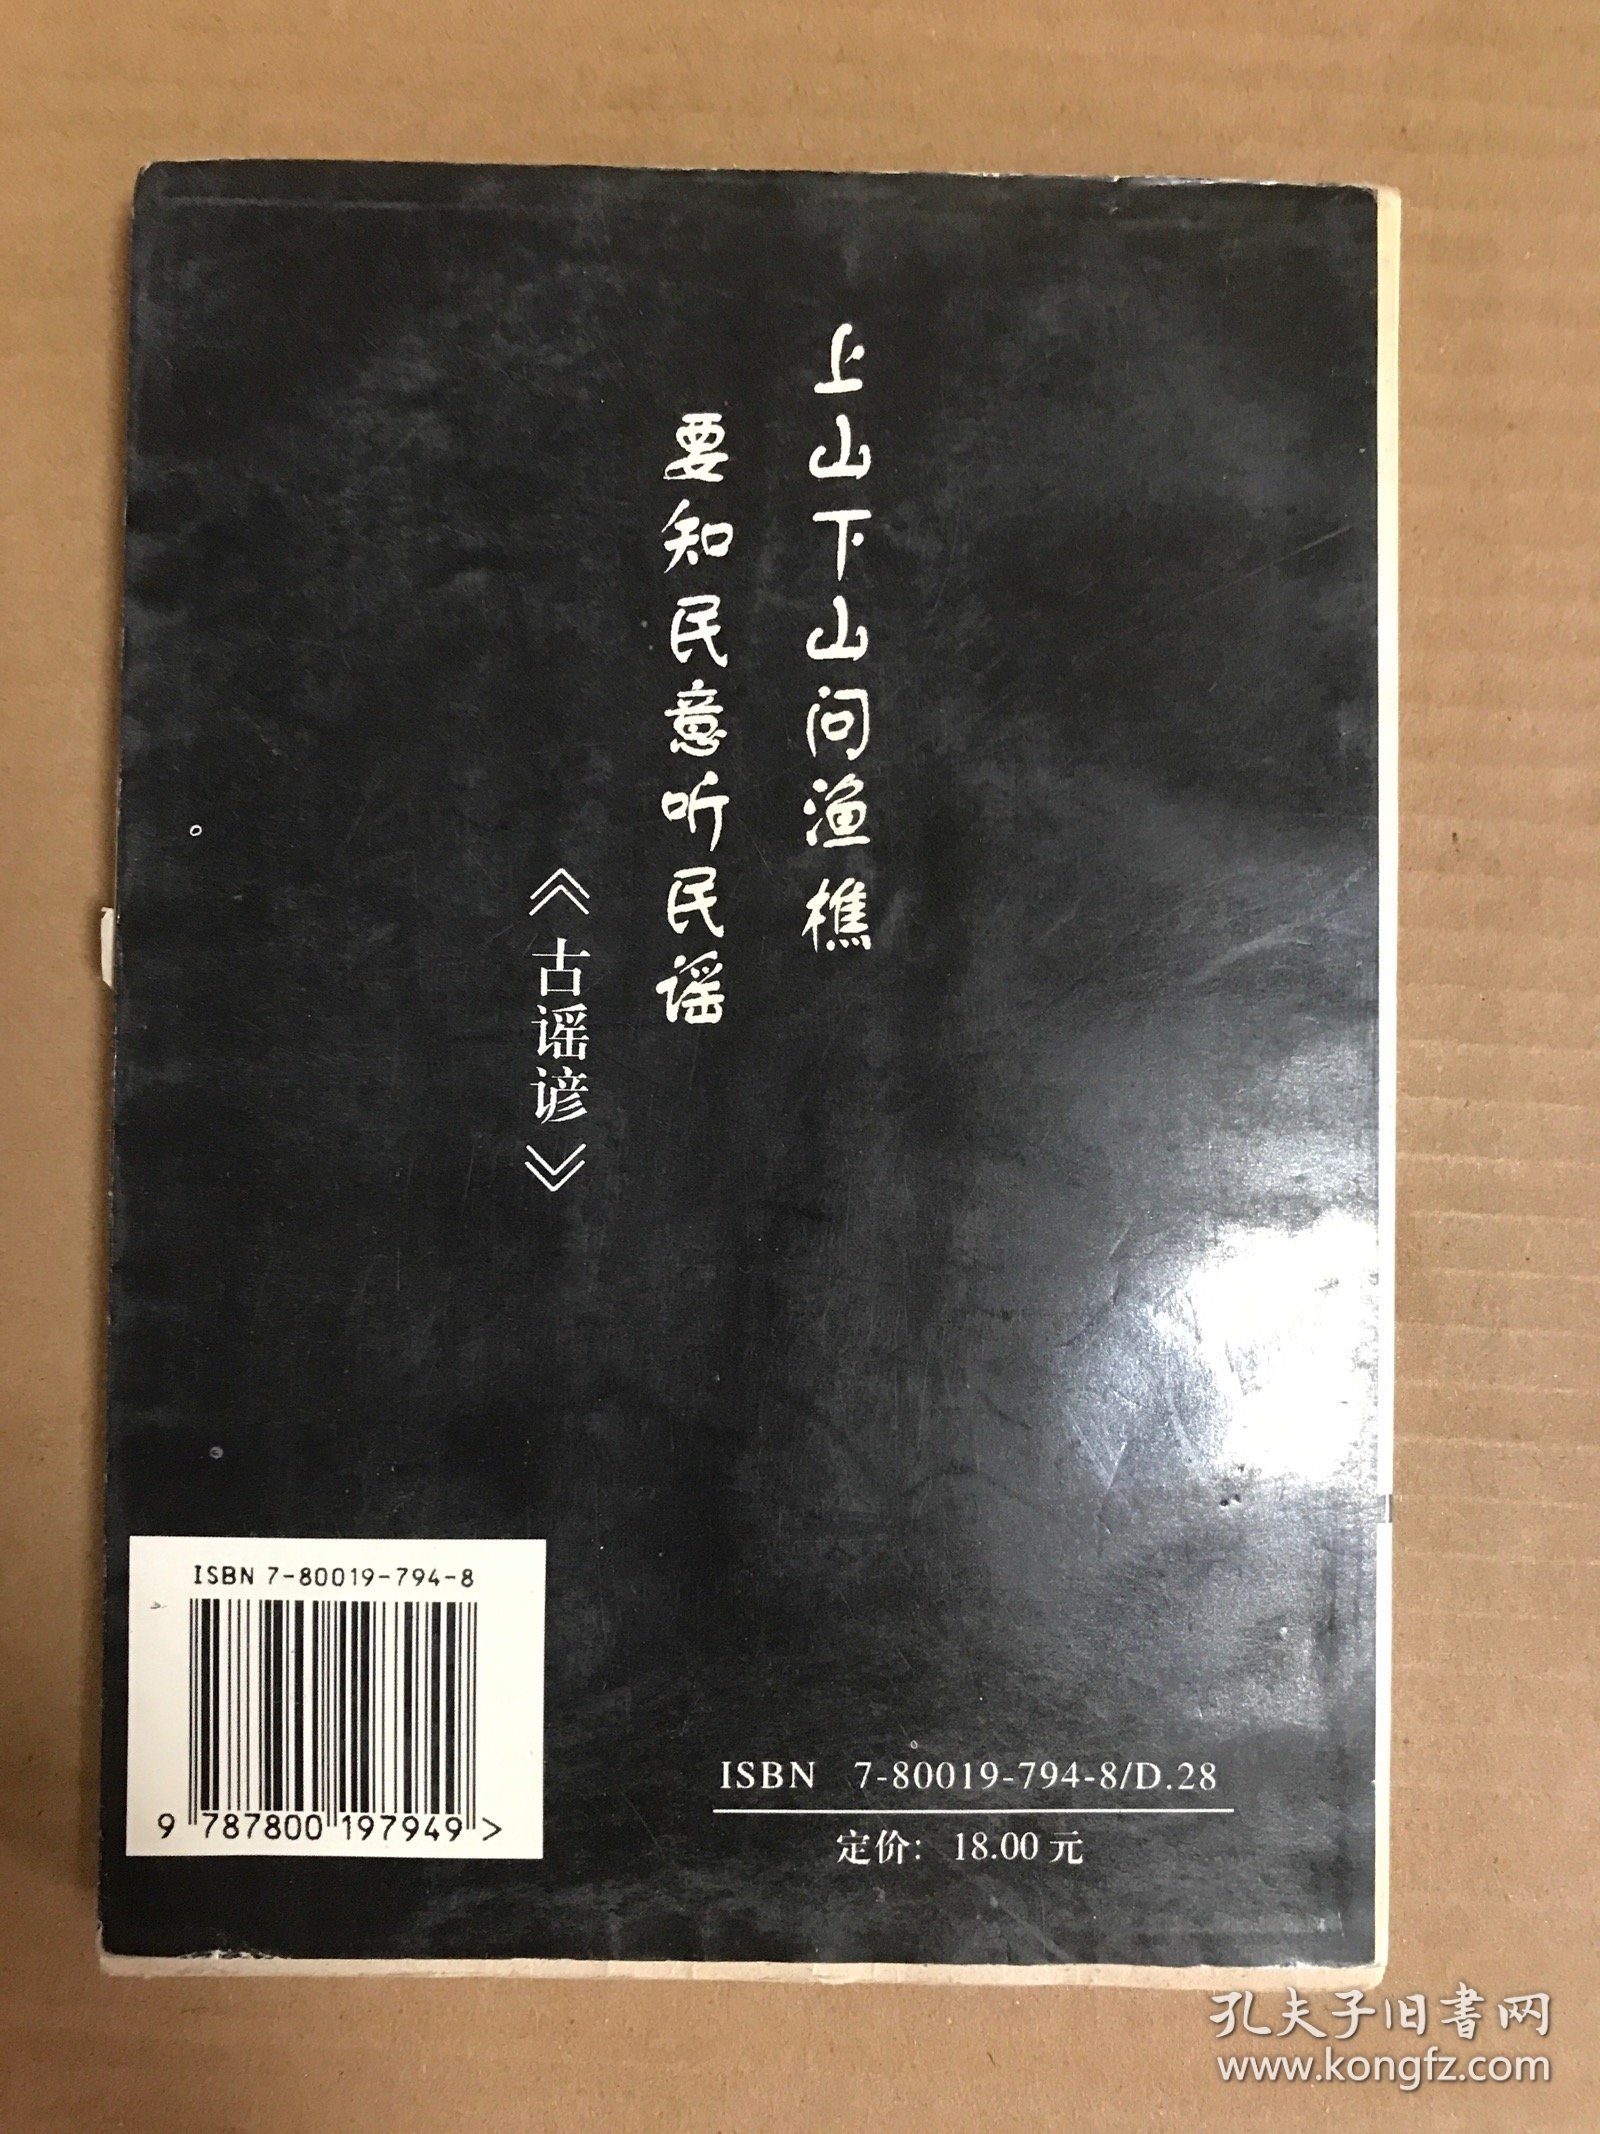 上山下山问渔樵
要知民意听民谣
《古谣谚》
ISBN 7-80019-794-8
9 787800 197949 >
ISBN 7-80019-794-8/D.28
定价：18.00元
孔夫子旧书网
www.kongfz.com